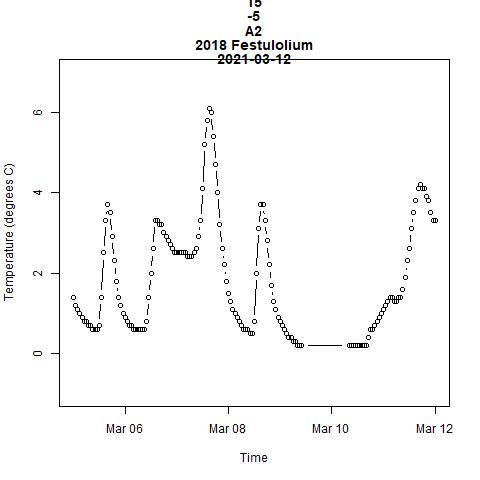 15
-5
A2
2018 Festulolium
2021-03-12
Temperature (degrees C)
6
4
2
0
Mar 06
Mar 08
Mar 10
Mar 12
Time